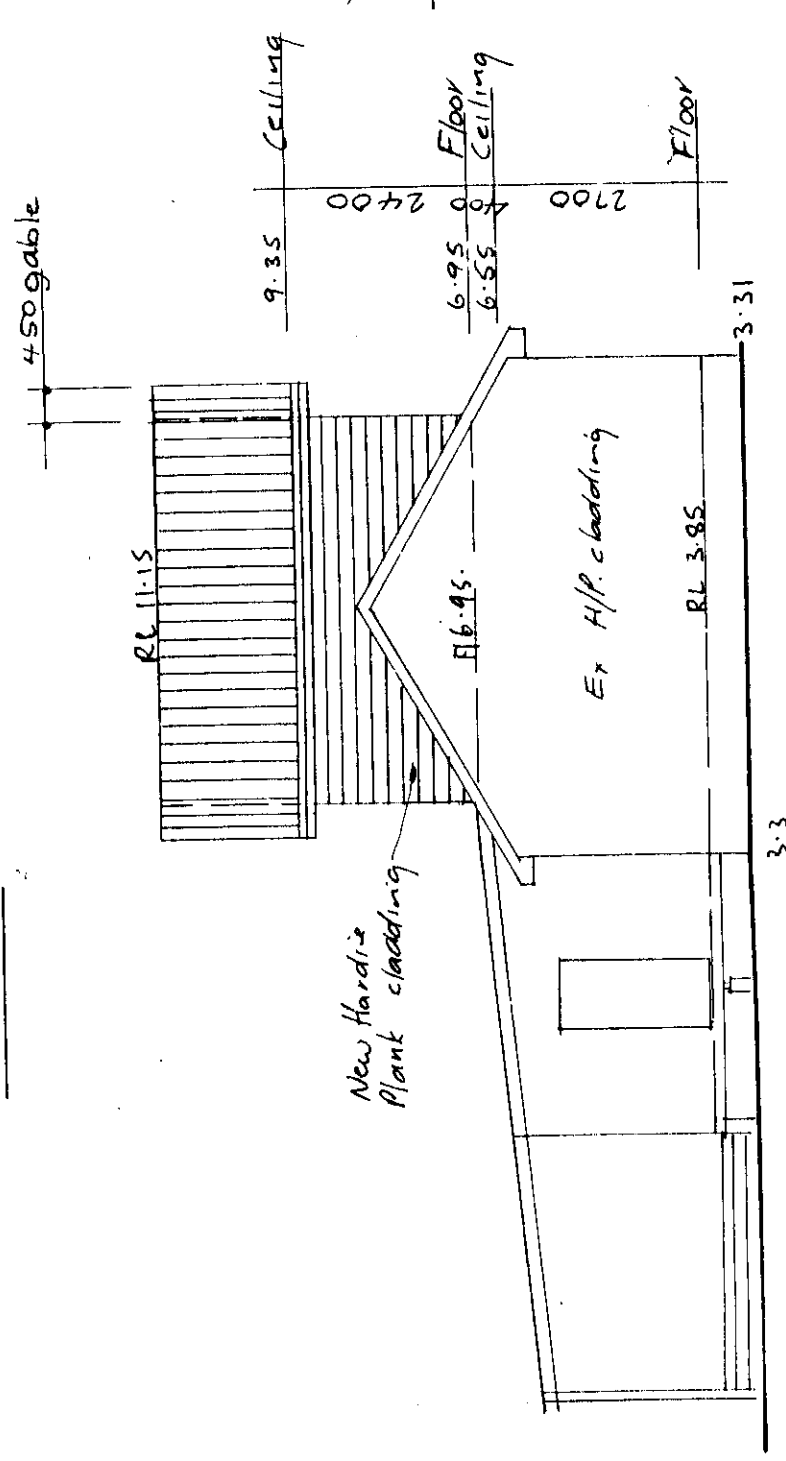 450 gable
RL 11.15
9.35 Ceiling
2400
6.95 Floor
400
6.55 Ceiling
2700
Floor
New Hardie
Plank cladding
Fl 6.95.
Ex H/P. cladding
RL 3.85
3.31
3.3